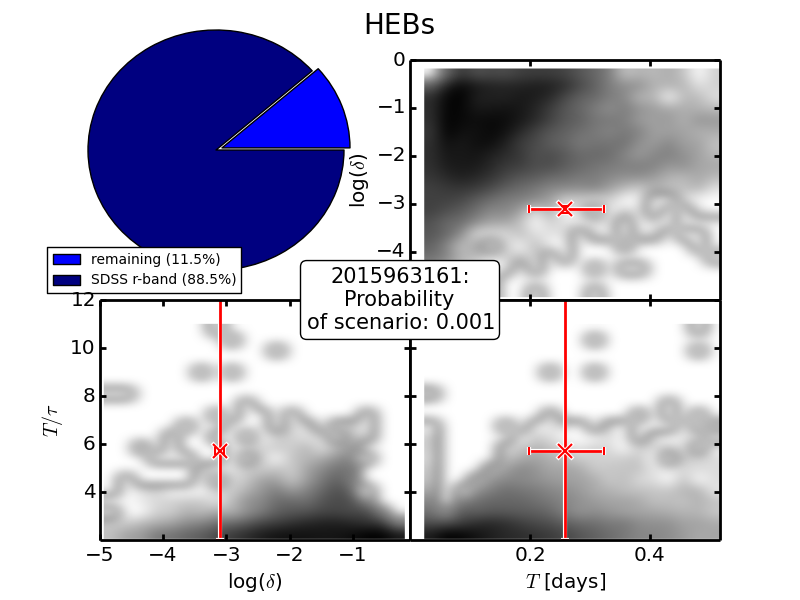 HEBs
remaining (11.5%)
SDSS r-band (88.5%)
log(δ)
0
−1
−2
−3
−4
2015963161:
Probability
of scenario: 0.001
T/τ
12
10
8
6
4
−5 −4 −3 −2 −1
log(δ)
0.2 0.4
T [days]